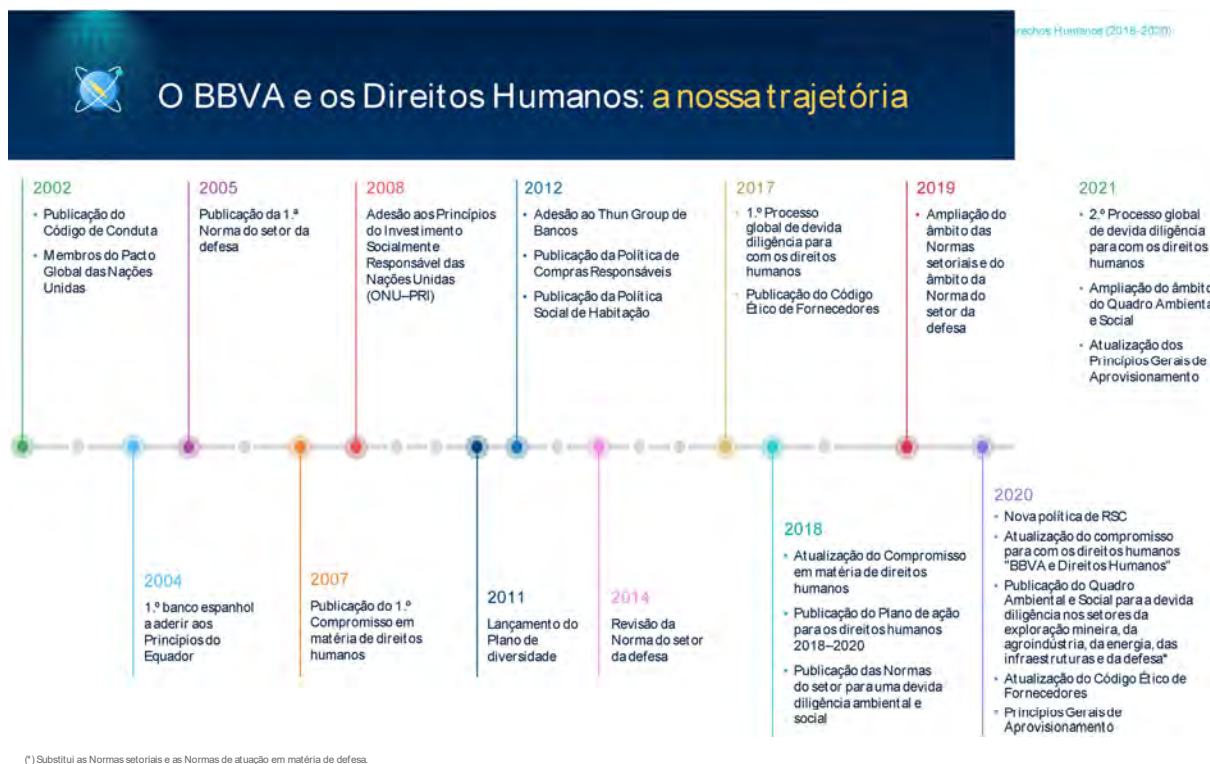 rechos Humanos (2018-2020)
O BBVA e os Direitos Humanos: a nossa trajetória
2002
• Publicação do
Código de Conduta
• Membros do Pacto
Global das Nações
Unidas
2005
Publicação da 1.ª
Norma do setor da
defesa
2008
Adesão aos Princípios
do Investimento
Socialmente
Responsável das
Nações Unidas
(ONU–PRI)
2012
• Adesão ao Thun Group de
Bancos
• Publicação da Política de
Compras Responsáveis
• Publicação da Política
Social de Habitação
2017
• 1.º Processo
global de devida
diligência para
com os direitos
humanos
• Publicação do Código
Ético de Fornecedores
2019
• Ampliação do
âmbito das
Normas
setoriais e do
âmbito da
Norma do
setor da
defesa
2021
• 2.º Processo global
de devida diligência
para com os direitos
humanos
• Ampliação do âmbito
do Quadro Ambienta
e Social
• Atualização dos
Princípios Gerais de
Aprovisionamento
2004
1.º banco espanhol
a aderir aos
Princípios do
Equador
2007
Publicação do 1.º
Compromisso em
matéria de direitos
humanos
2011
Lançamento do
Plano de
diversidade
2014
Revisão da
Norma do setor
da defesa
2018
• Atualização do Compromisso
em matéria de direitos
humanos
• Publicação do Plano de ação
para os direitos humanos
2018–2020
• Publicação das Normas
do setor para uma devida
diligência ambiental e
social
2020
• Nova política de RSC
• Atualização do compromisso
para com os direitos humanos
"BBVA e Direitos Humanos"
• Publicação do Quadro
Ambiental e Social para a devida
diligência nos setores da
exploração mineira, da
agroindústria, da energia, das
infraestruturas e da defesa*
• Atualização do Código Ético de
Fornecedores
• Princípios Gerais de
Aprovisionamento
(*) Substitui as Normas setoriais e as Normas de atuação em matéria de defesa.